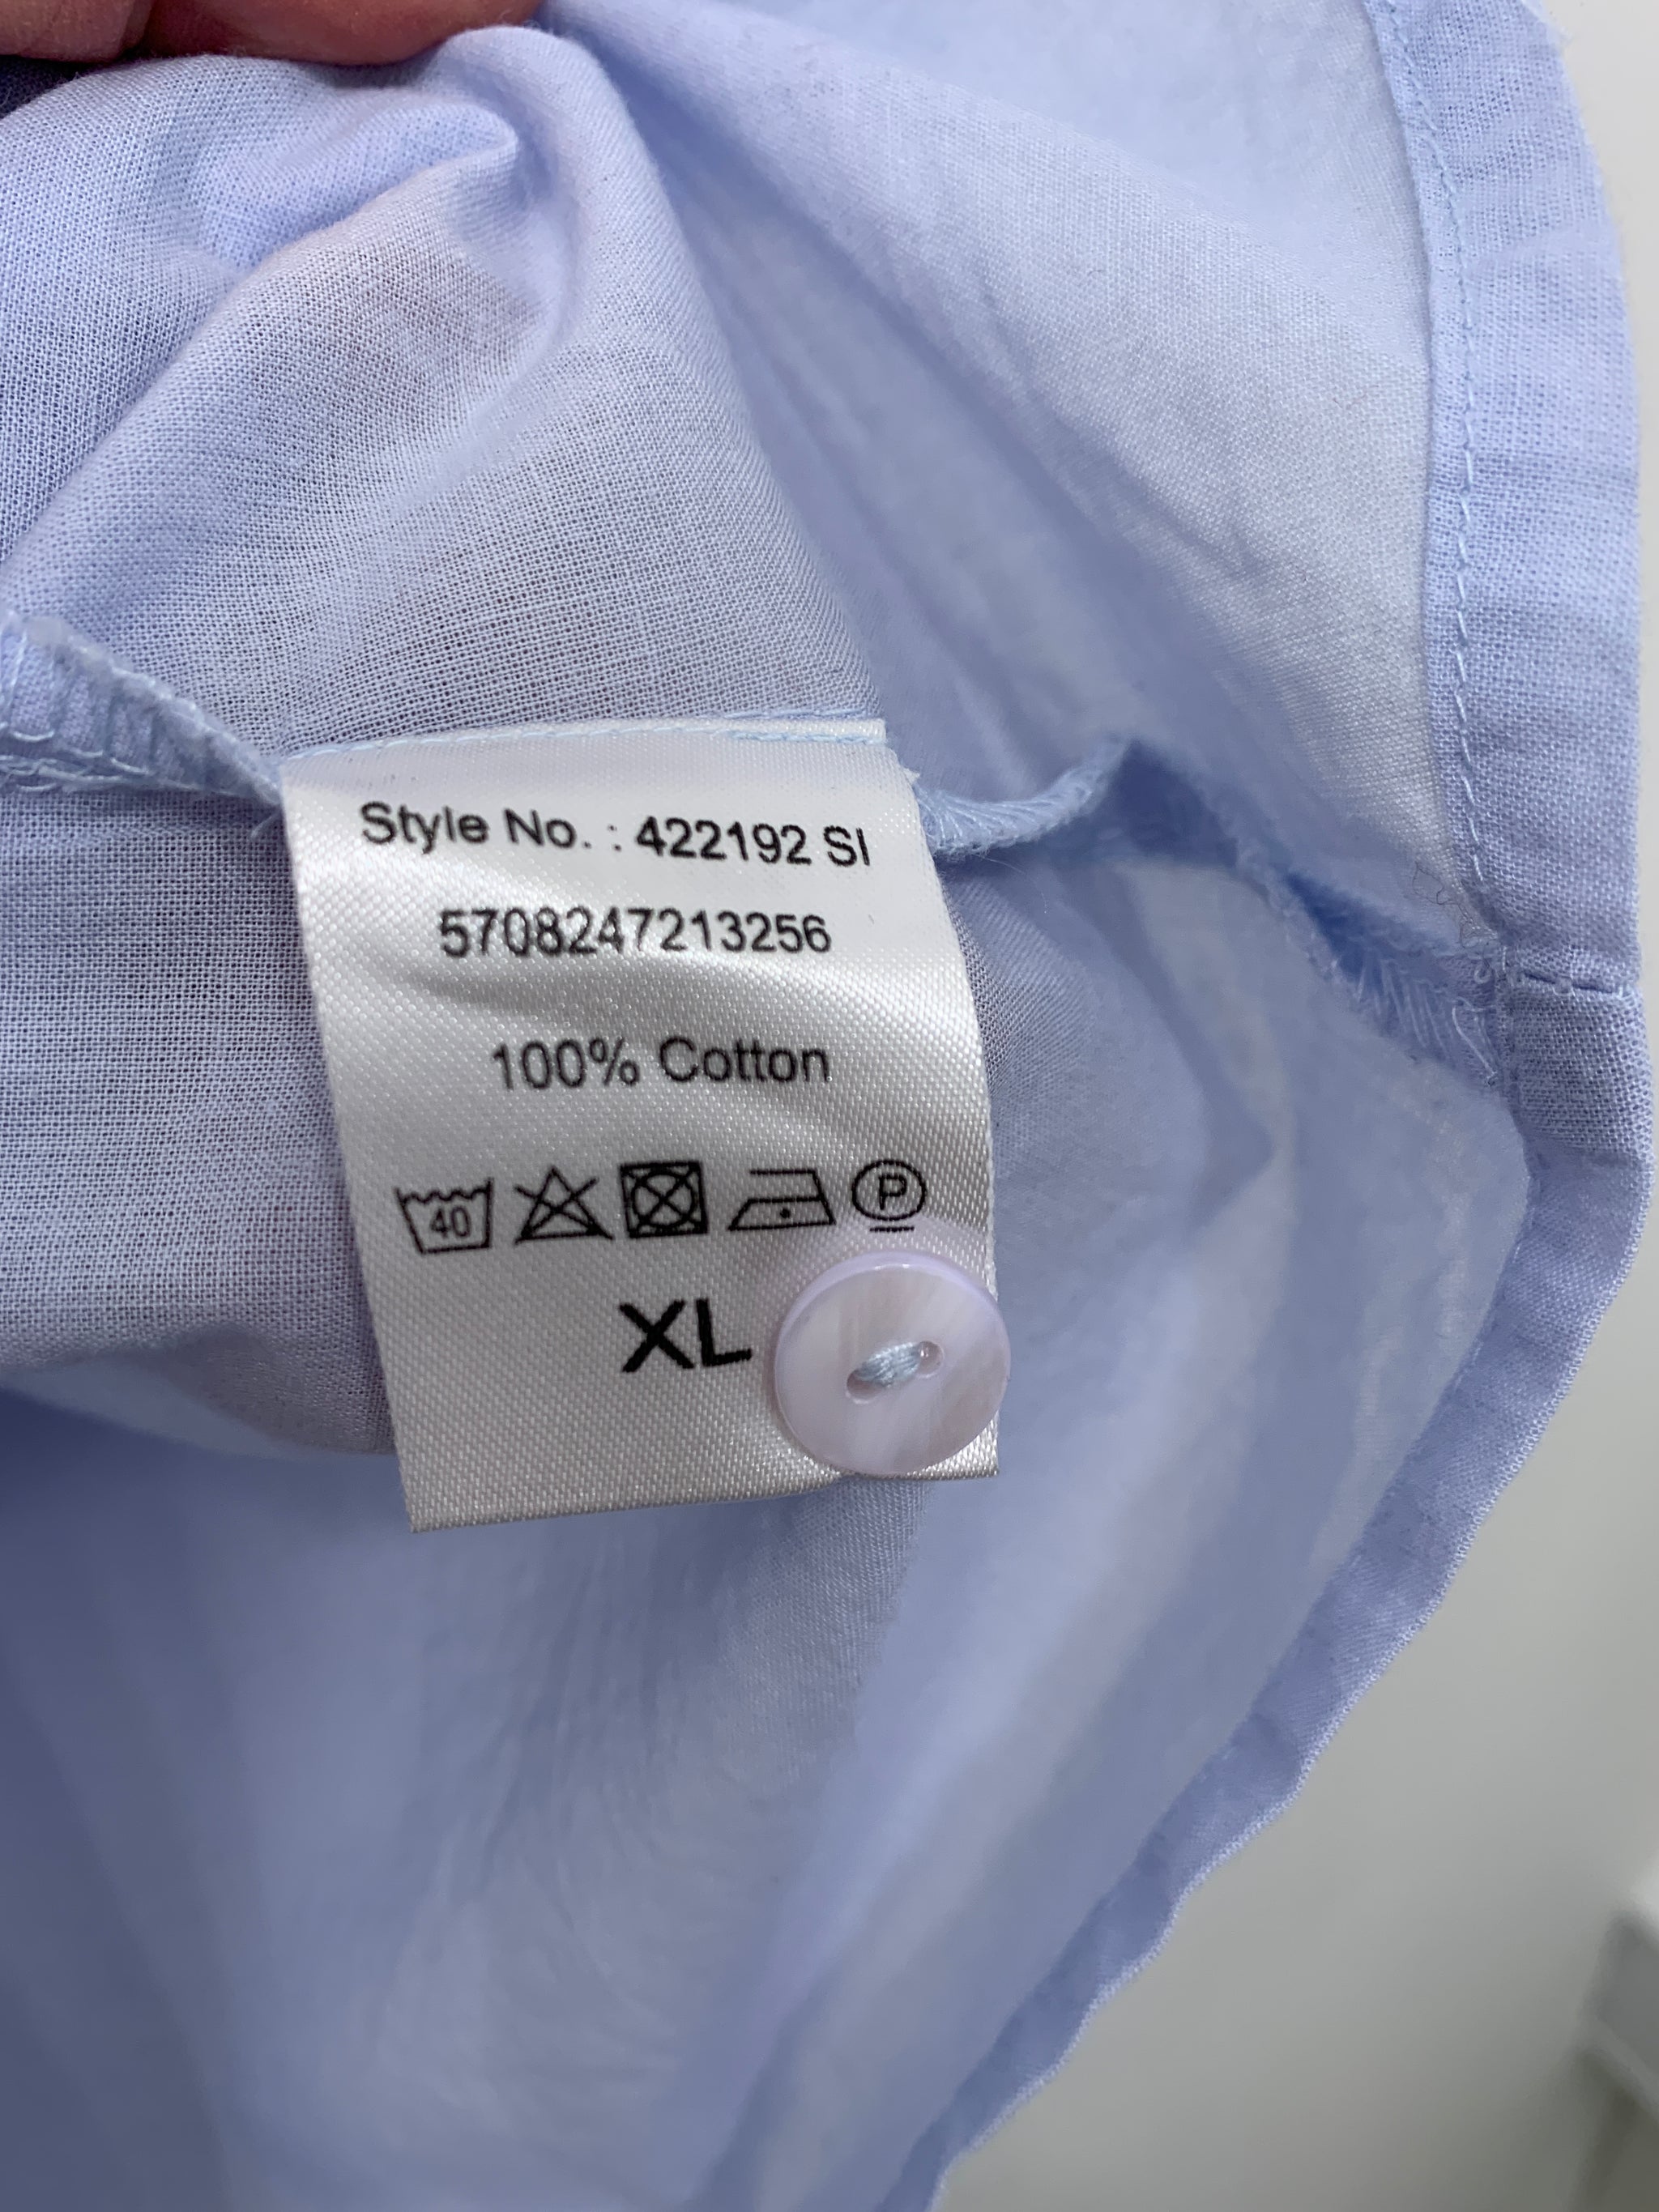 Style No. : 422192 SI
5708247213256
100% Cotton
40 P
XL